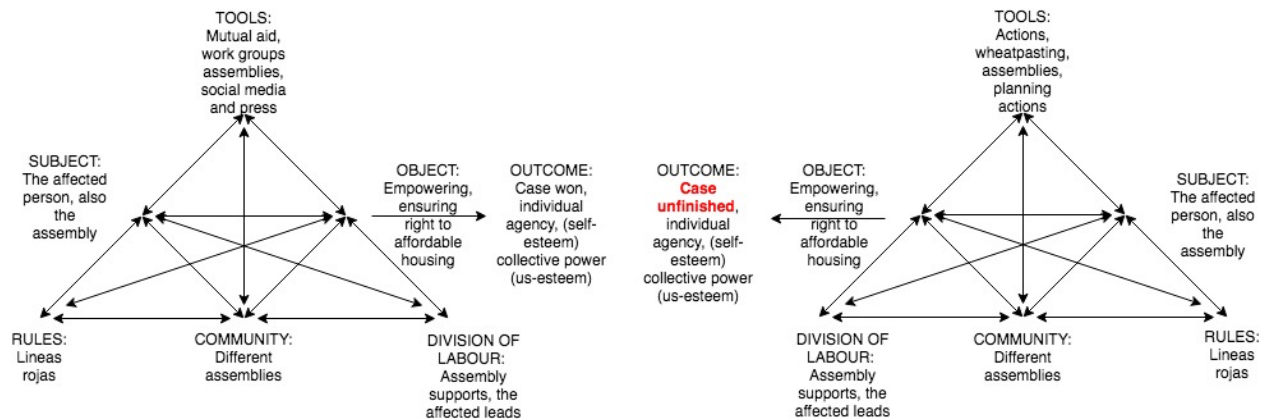 TOOLS:
Mutual aid,
work groups
assemblies,
social media
and press
SUBJECT:
The affected
person, also
the
assembly
OBJECT:
Empowering,
ensuring
right to
affordable
housing
OUTCOME:
Case won,
individual
agency, (self-
esteem)
collective power
(us-esteem)
RULES:
Lineas
rojas
COMMUNITY:
Different
assemblies
DIVISION OF
LABOUR:
Assembly
supports, the
affected leads
TOOLS:
Actions,
wheatpasting,
assemblies,
planning
actions
OUTCOME:
Case
unfinished,
individual
agency, (self-
esteem)
collective power
(us-esteem)
OBJECT:
Empowering,
ensuring
right to
affordable
housing
SUBJECT:
The affected
person, also
the
assembly
DIVISION OF
LABOUR:
Assembly
supports, the
affected leads
COMMUNITY:
Different
assemblies
RULES:
Lineas
rojas